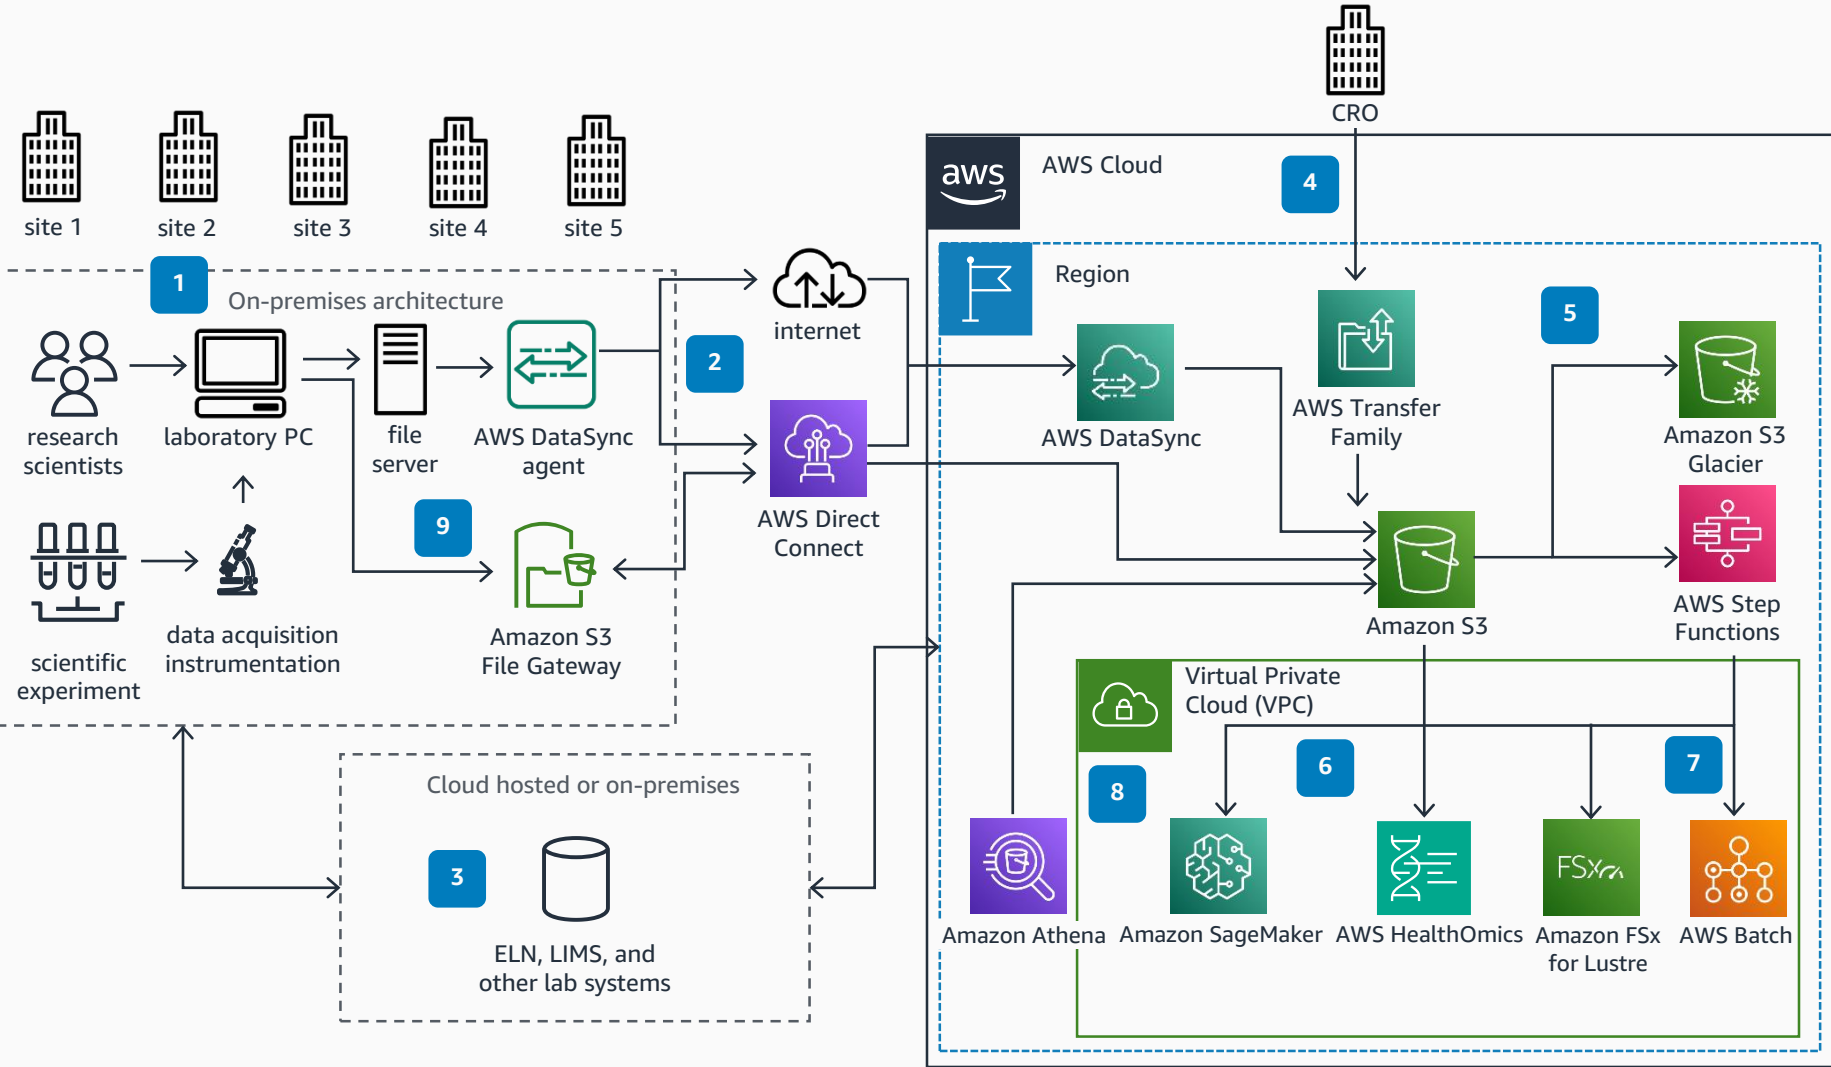 CRO
site 1
site 2
site 3
site 4
site 5
aws
AWS Cloud
4
1
On-premises architecture
Region
internet
5
2
research
scientists
laboratory PC
file
server
AWS DataSync
agent
AWS DataSync
AWS Transfer
Family
Amazon S3
Glacier
9
AWS Direct
Connect
scientific
experiment
data acquisition
instrumentation
Amazon S3
File Gateway
Amazon S3
AWS Step
Functions
Virtual Private
Cloud (VPC)
Cloud hosted or on-premises
3
ELN, LIMS, and
other lab systems
8
6
7
FSx
Amazon Athena
Amazon SageMaker
AWS HealthOmics
Amazon FSx
for Lustre
AWS Batch